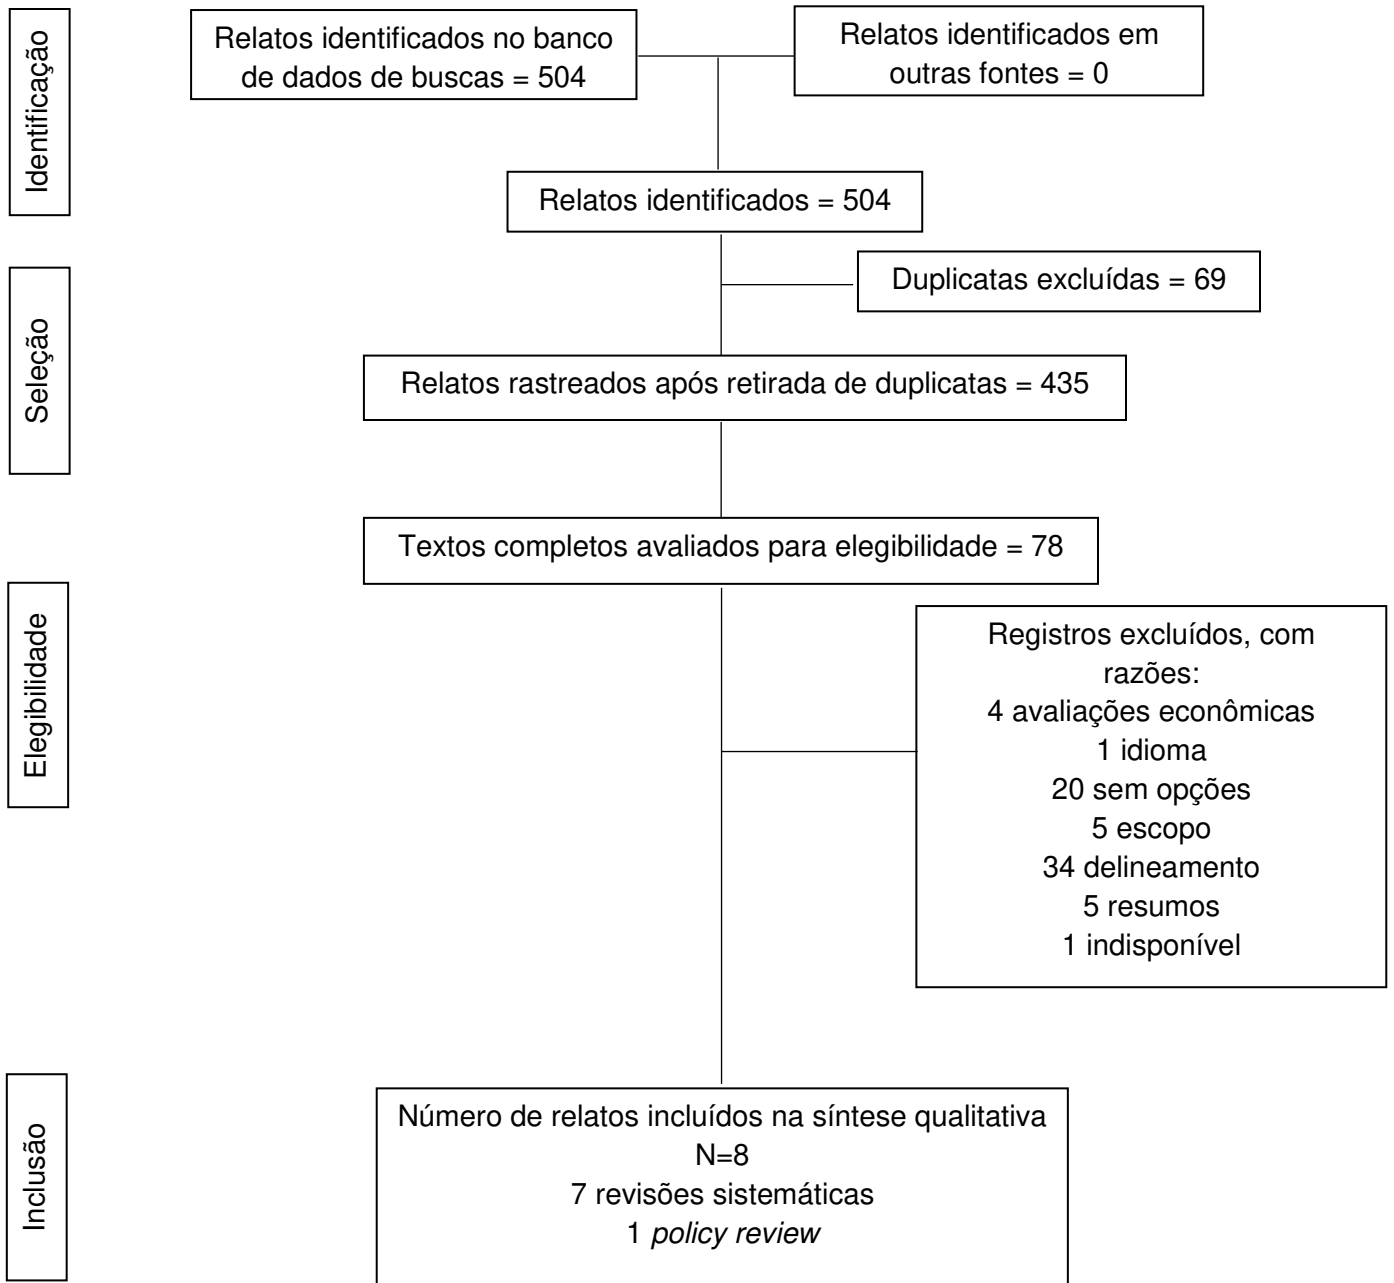 Identificação
Relatos identificados no banco
de dados de buscas = 504
Relatos identificados em
outras fontes = 0
Relatos identificados = 504
Seleção
Duplicatas excluídas = 69
Relatos rastreados após retirada de duplicatas = 435
Textos completos avaliados para elegibilidade = 78
Elegibilidade
Registros excluídos, com
razões:
4 avaliações econômicas
1 idioma
20 sem opções
5 escopo
34 delineamento
5 resumos
1 indisponível
Inclusão
Número de relatos incluídos na síntese qualitativa
N=8
7 revisões sistemáticas
1 policy review